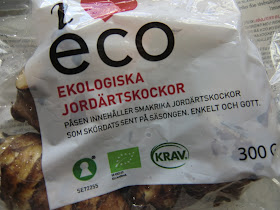 i
eco
EKOLOGISKA
JORDÄRTSKOCKOR
PÅSEN INNEHÅLLER SMAKRIKA JORDÄRTSKOCKOR
SOM SKÖRDATS SENT PÅ SÄSONGEN. ENKELT OCH GOTT.
KRAV.
300 G